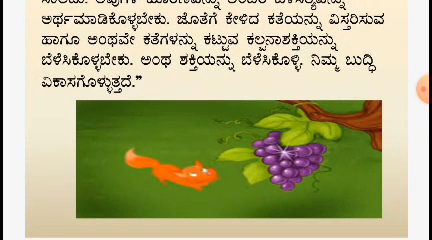 ಅರ್ಥಮಾಡಿಕೊಳ್ಳಬೇಕು. ಜೊತೆಗೆ ಕೇಳಿದ ಕತೆಯನ್ನು ವಿಸ್ತರಿಸುವ
ಹಾಗೂ ಅಂಥವೇ ಕತೆಗಳನ್ನು ಕಟ್ಟುವ ಕಲ್ಪನಾಶಕ್ತಿಯನ್ನು
ಬೆಳೆಸಿಕೊಳ್ಳಬೇಕು. ಅಂಥ ಶಕ್ತಿಯನ್ನು ಬೆಳೆಸಿಕೊಳ್ಳಿ. ನಿಮ್ಮ ಬುದ್ಧಿ
ವಿಕಾಸಗೊಳ್ಳುತ್ತದೆ.”